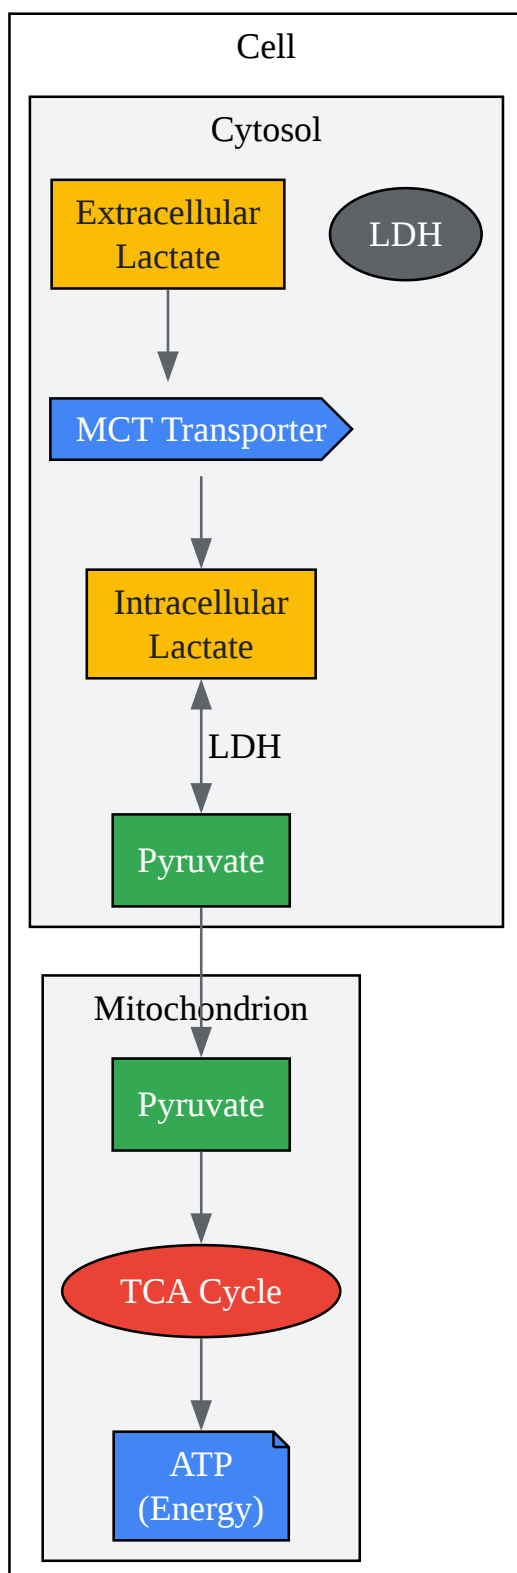 Cell
Cytosol
Extracellular
Lactate
LDH
MCT Transporter
Intracellular
Lactate
LDH
Pyruvate
Mitochondrion
Pyruvate
TCA Cycle
ATP
(Energy)